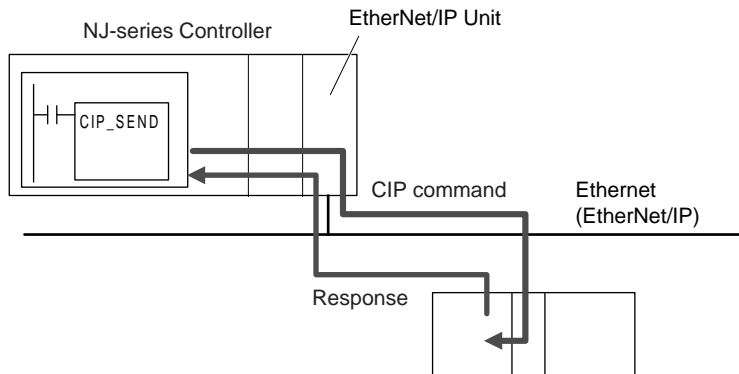 EtherNet/IP Unit
NJ-series Controller
CIP_SEND
CIP command
Ethernet
(EtherNet/IP)
Response